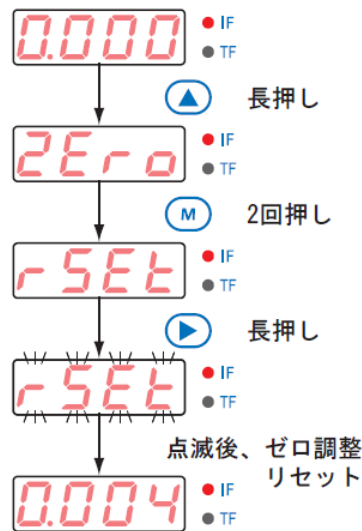 0.000
IF
TF
長押し
ZEro
IF
TF
M
2回押し
rSEt
IF
TF
長押し
rSEt
IF
TF
点滅後、ゼロ調整
リセット
0.004
IF
TF